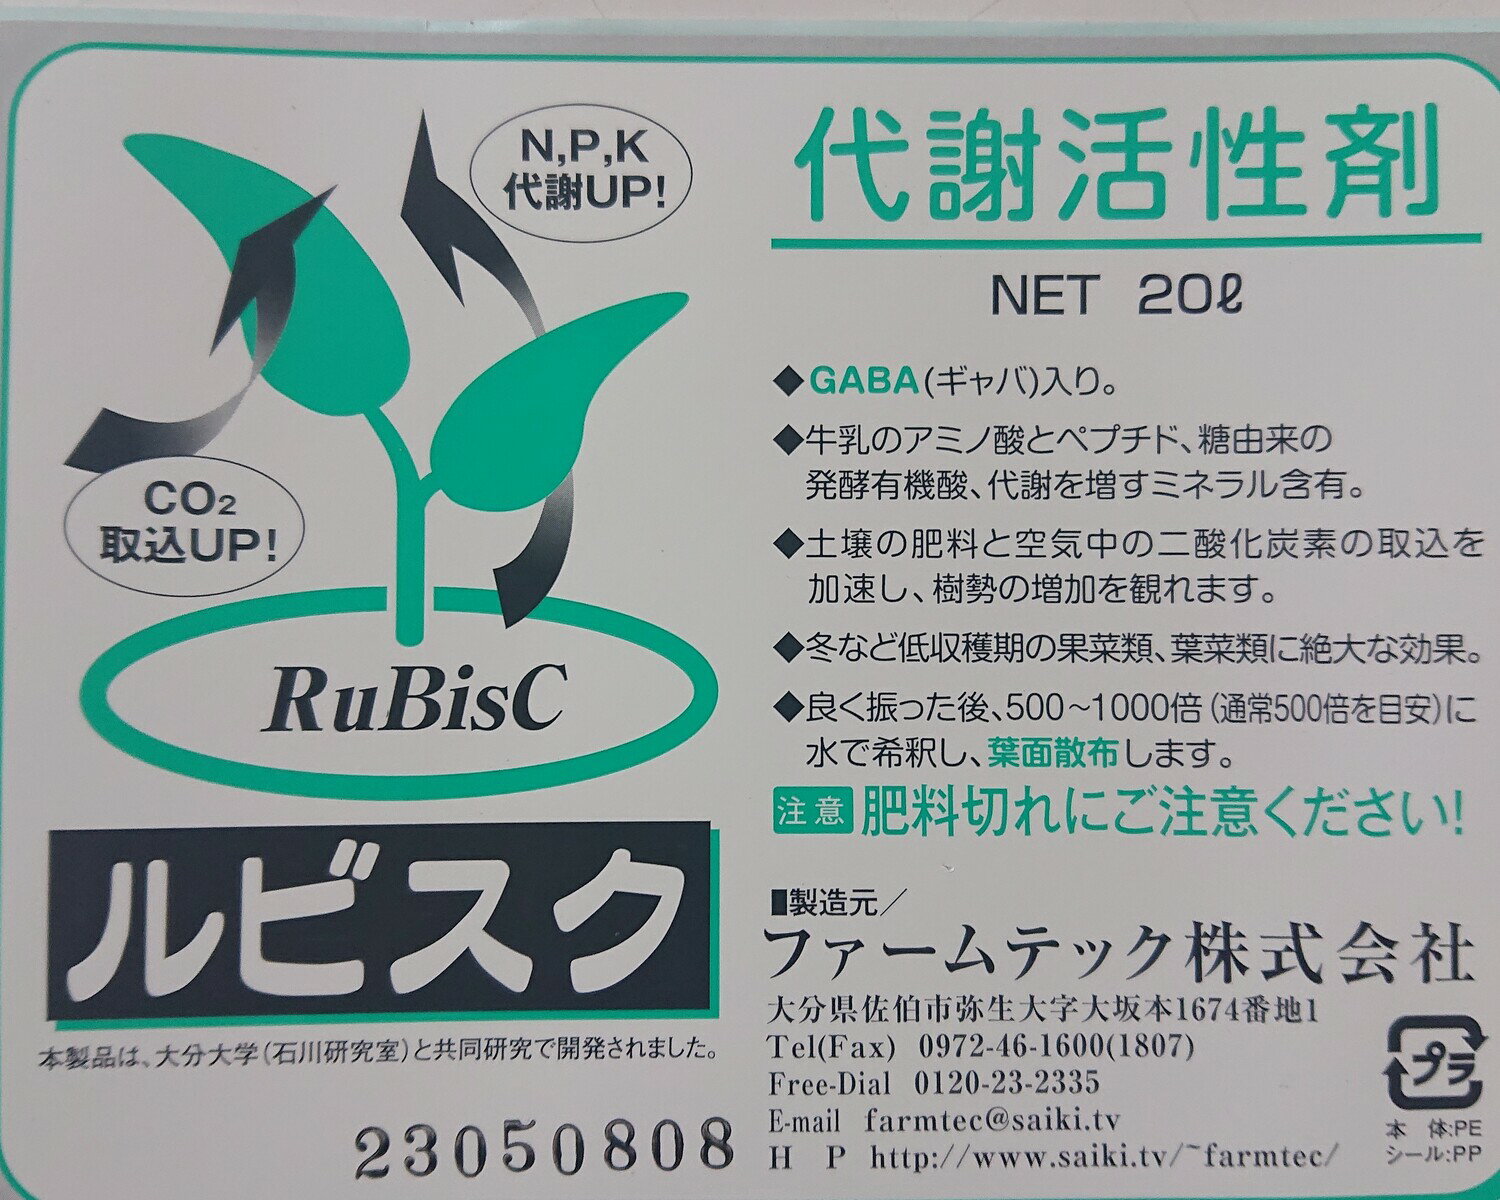 N,P,K
代謝UP!
CO2
取込UP!
RuBisC
ルビスク
本製品は、大分大学(石川研究室)と共同研究で開発されました。
23050808
代謝活性剤
NET 20ℓ
◆GABA(ギャバ)入り。
◆牛乳のアミノ酸とペプチド、糖由来の
発酵有機酸、代謝を増すミネラル含有。
◆土壌の肥料と空気中の二酸化炭素の取込を
加速し、樹勢の増加を観れます。
◆冬など低収穫期の果菜類、葉菜類に絶大な効果。
◆良く振った後、500～1000倍(通常500倍を目安)に
水で希釈し、葉面散布します。
注意 肥料切れにご注意ください!
■製造元／
ファームテック株式会社
大分県佐伯市弥生大字大坂本1674番地1
Tel(Fax) 0972-46-1600(1807)
Free-Dial 0120-23-2335
E-mail farmtec@saiki.tv
H P http://www.saiki.tv/~farmtec/
プラ
本 体:PE
シール:PP